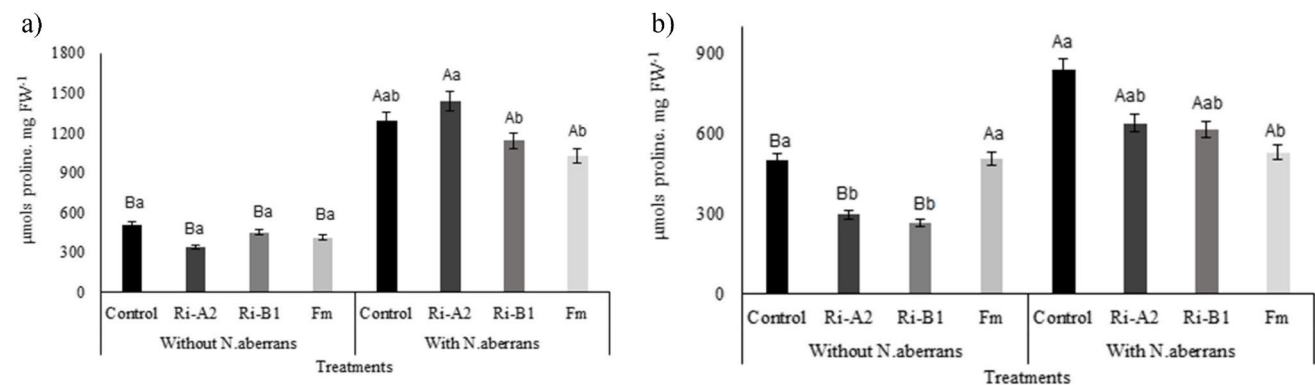 a)
µmols proline. mg FW-1
1800
1500
1200
900
600
300
0
Ba
Ba
Ba
Ba
Aab
Aa
Ab
Ab
Control Ri-A2 Ri-B1 Fm Control Ri-A2 Ri-B1 Fm
Without N.aberrans With N.aberrans
Treatments
b)
µmols proline. mg FW-1
900
600
300
0
Ba
Bb
Bb
Aa
Aa
Aab
Aab
Ab
Control Ri-A2 Ri-B1 Fm Control Ri-A2 Ri-B1 Fm
Without N.aberrans With N.aberrans
Treatments